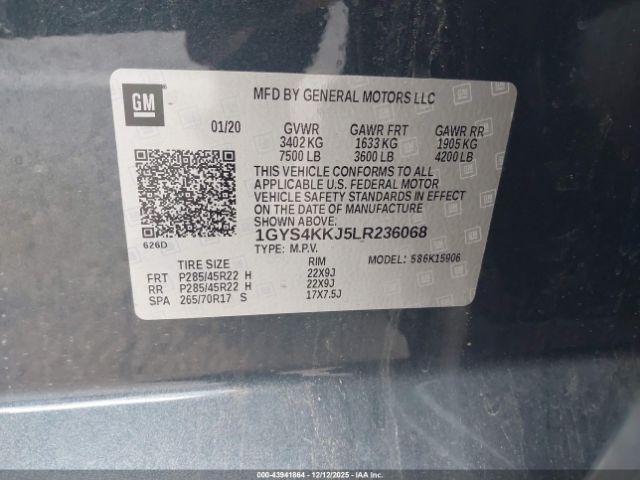 GM
MFD BY GENERAL MOTORS LLC
01/20 GVWR GAWR FRT GAWR RR
3402 KG 1633 KG 1905 KG
7500 LB 3600 LB 4200 LB
THIS VEHICLE CONFORMS TO ALL
APPLICABLE U.S. FEDERAL MOTOR
VEHICLE SAFETY STANDARDS IN EFFECT
ON THE DATE OF MANUFACTURE
SHOWN ABOVE.
626D
1GYS4KKJ5LR236068
TYPE: M.P.V. MODEL: 586K15906
TIRE SIZE RIM
FRT P285/45R22 H 22X9J
RR P285/45R22 H 22X9J
SPA 265/70R17 S 17X7.5J
000-43941864 • 12/12/2025 • IAAI.COM